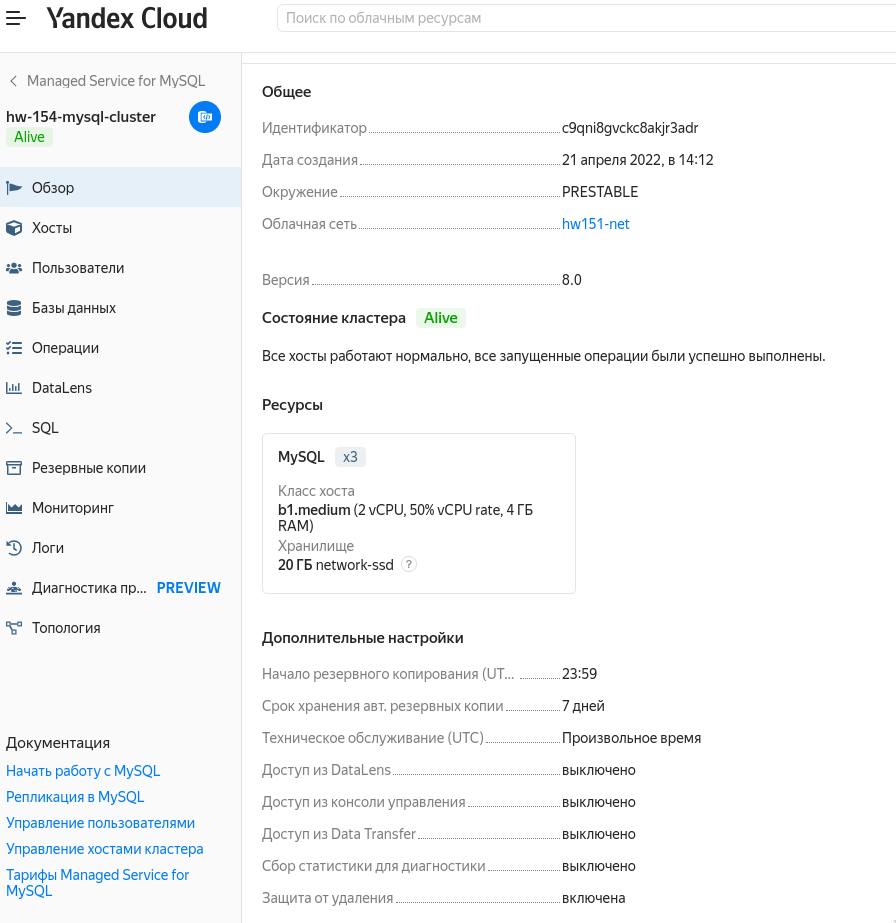 Yandex Cloud
Поиск по облачным ресурсам
Managed Service for MySQL
hw-154-mysql-cluster
Alive
Обзор
Хосты
Пользователи
Базы данных
Операции
DataLens
SQL
Резервные копии
Мониторинг
Логи
Диагностика пр... PREVIEW
Топология
Документация
Начать работу с MySQL
Репликация в MySQL
Управление пользователями
Управление хостами кластера
Тарифы Managed Service for
MySQL
Общее
Идентификатор c9qni8gvckc8akjr3adr
Дата создания 21 апреля 2022, в 14:12
Окружение PRESTABLE
Облачная сеть hw151-net
Версия 8.0
Состояние кластера Alive
Все хосты работают нормально, все запущенные операции были успешно выполнены.
Ресурсы
MySQL x3
Класс хоста
b1.medium (2 vCPU, 50% vCPU rate, 4 ГБ
RAM)
Хранилище
20 ГБ network-ssd ?
Дополнительные настройки
Начало резервного копирования (UT... 23:59
Срок хранения авт. резервных копии 7 дней
Техническое обслуживание (UTC) Произвольное время
Доступ из DataLens выключено
Доступ из консоли управления выключено
Доступ из Data Transfer выключено
Сбор статистики для диагностики выключено
Защита от удаления включена